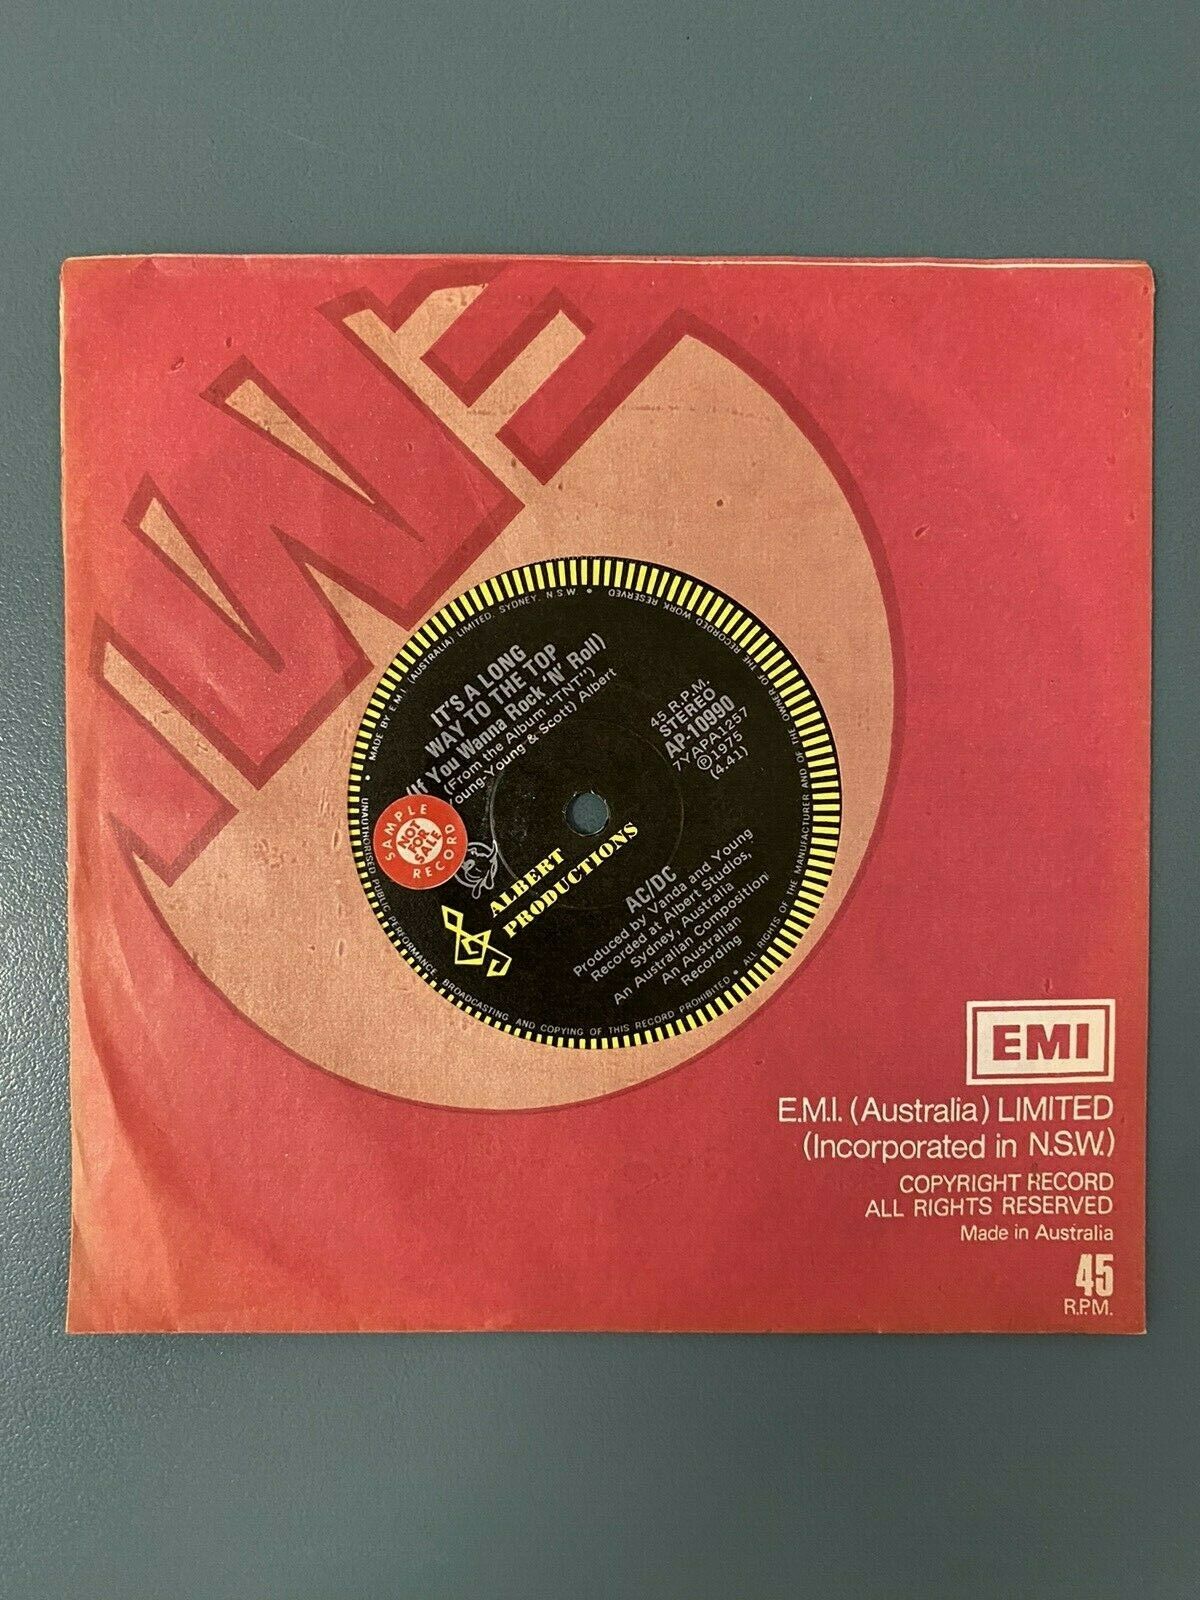 MADE BY E.M.I. (AUSTRALIA) LIMITED. SYDNEY, N.S.W. •
ALL RIGHTS OF THE MANUFACTURER AND OF THE OWNER OF THE RECORDED WORK RESERVED
UNAUTHORISED PUBLIC PERFORMANCE BROADCASTING AND COPYING OF THIS RECORD PROHIBITED •
IT'S A LONG
WAY TO THE TOP
(If You Wanna Rock 'N' Roll)
(From the Album "TNT")
Young-Young & Scott) Albert
45 R.P.M.
STEREO
AP-10990
7YAPA1257
Ⓟ1975
(4.41)
SAMPLE
NOT
FOR
SALE
RECORD
ALBERT
PRODUCTIONS
AC/DC
Produced by Vanda and Young
Recorded at Albert Studios,
Sydney, Australia
An Australian Composition
An Australian
Recording
EMI
E.M.I. (Australia) LIMITED
(Incorporated in N.S.W.)
COPYRIGHT RECORD
ALL RIGHTS RESERVED
Made in Australia
45
R.P.M.